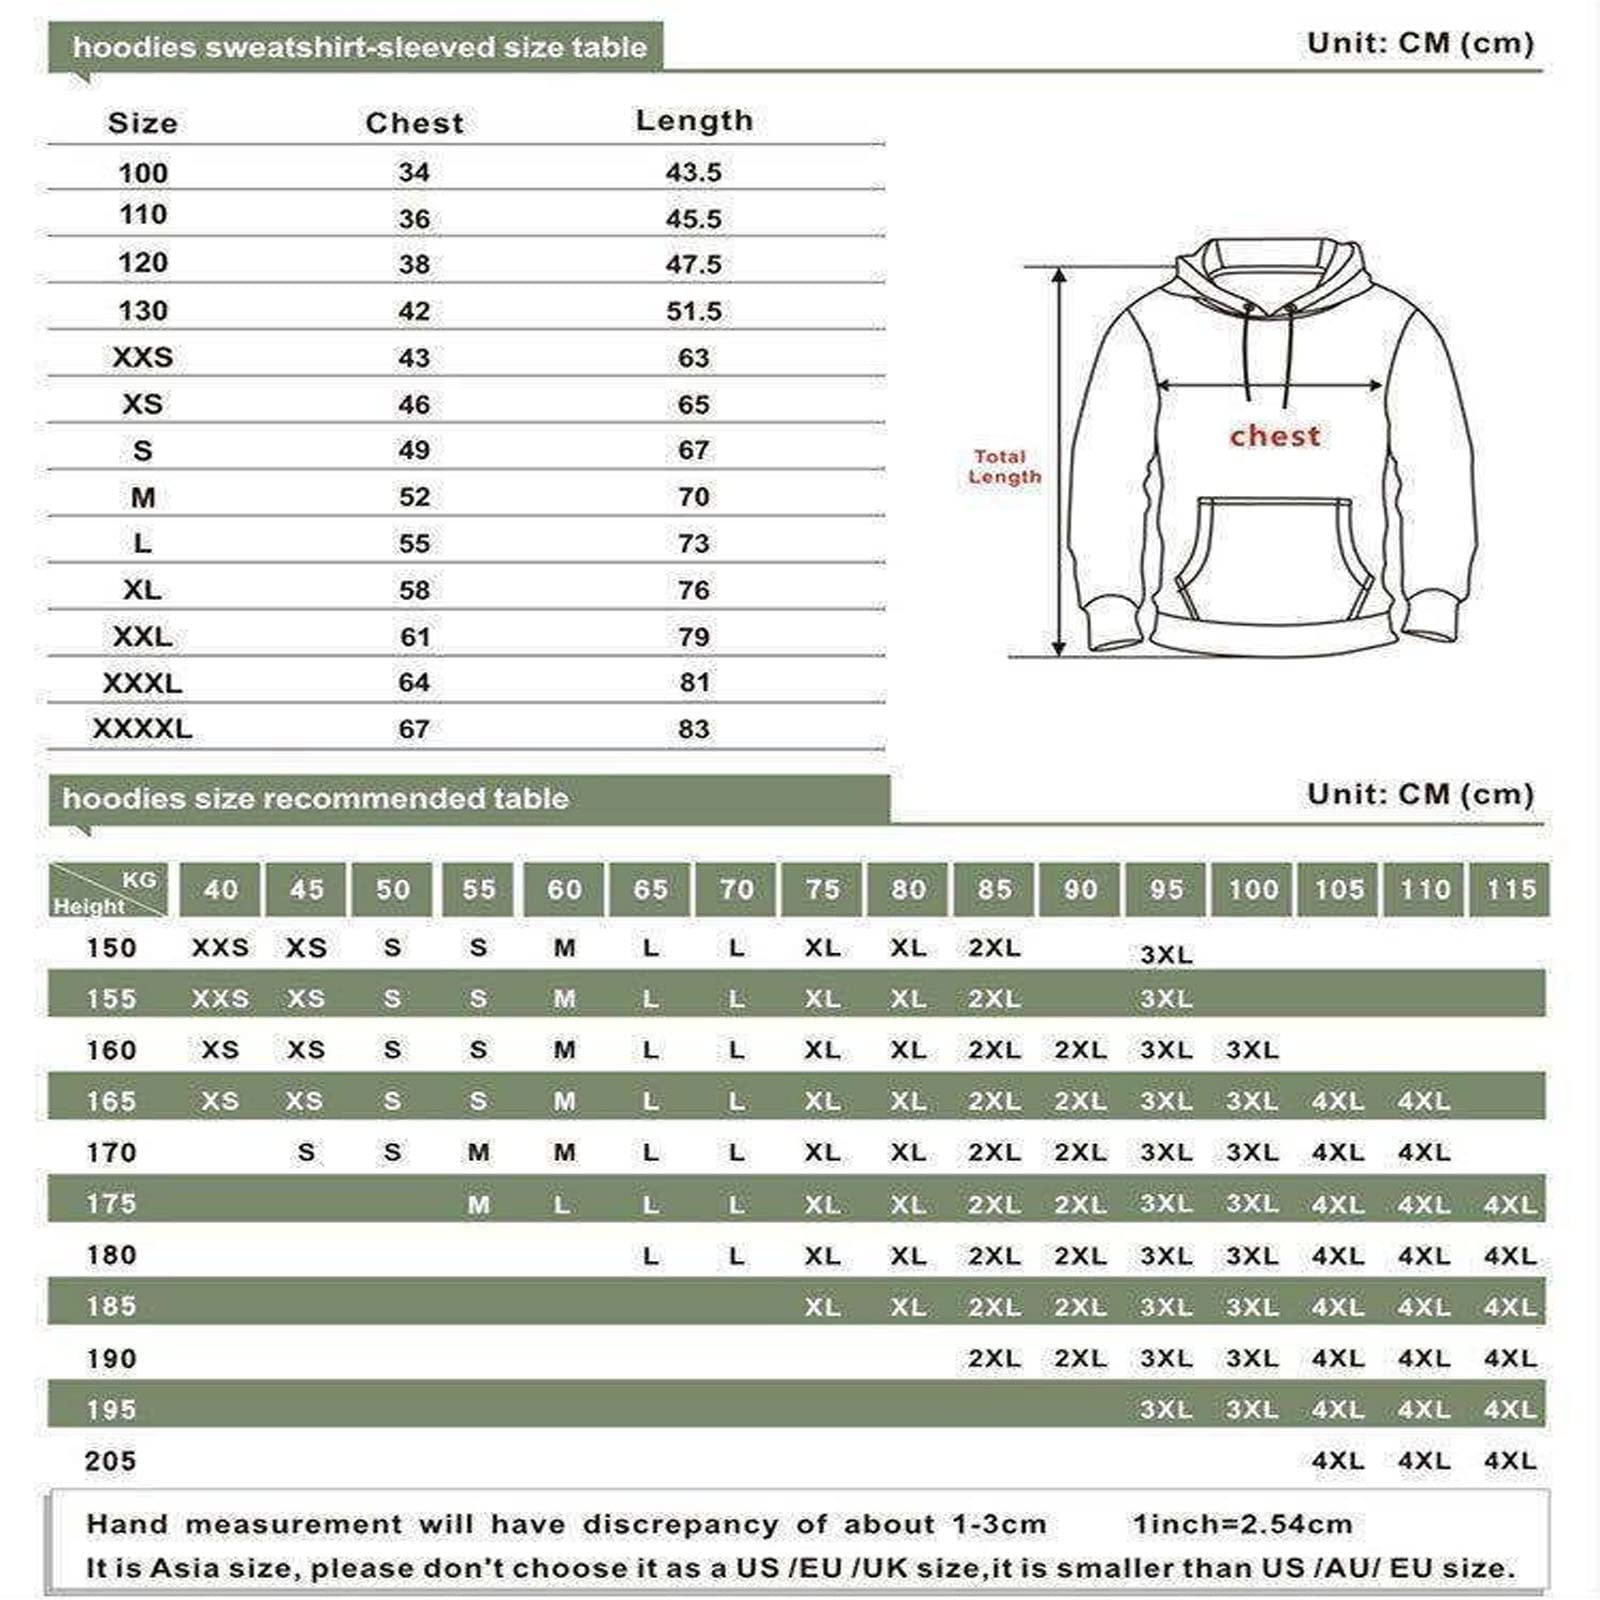 hoodies sweatshirt-sleeved size table
Unit: CM (cm)
Size Chest Length
100 34 43.5
110 36 45.5
120 38 47.5
130 42 51.5
XXS 43 63
XS 46 65
S 49 67
M 52 70
L 55 73
XL 58 76
XXL 61 79
XXXL 64 81
XXXXL 67 83
Total
Length
chest
hoodies size recommended table
Unit: CM (cm)
KG
Height
40 45 50 55 60 65 70 75 80 85 90 95 100 105 110 115
150 XXS XS S S M L L XL XL 2XL 3XL
155 XXS XS S S M L L XL XL 2XL 3XL
160 XS XS S S M L L XL XL 2XL 2XL 3XL 3XL
165 XS XS S S M L L XL XL 2XL 2XL 3XL 3XL 4XL 4XL
170 S S M M L L XL XL 2XL 2XL 3XL 3XL 4XL 4XL
175 M L L L XL XL 2XL 2XL 3XL 3XL 4XL 4XL 4XL
180 L L XL XL 2XL 2XL 3XL 3XL 4XL 4XL 4XL
185 XL XL 2XL 2XL 3XL 3XL 4XL 4XL 4XL
190 2XL 2XL 3XL 3XL 4XL 4XL 4XL
195 3XL 3XL 4XL 4XL 4XL
205 4XL 4XL 4XL
Hand measurement will have discrepancy of about 1-3cm 1inch=2.54cm
It is Asia size, please don't choose it as a US /EU /UK size,it is smaller than US /AU/ EU size.